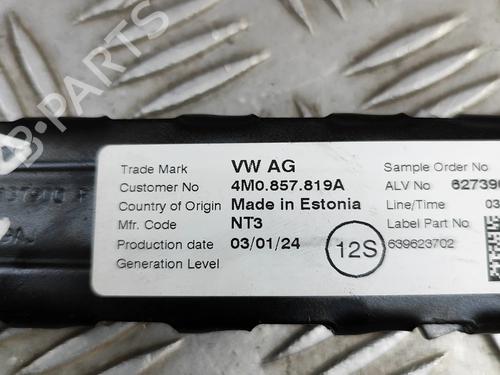 B PARTS
Trade Mark VW AG Sample Order No
Customer No 4M0.857.819A ALV No 62739
Country of Origin Made in Estonia Line/Time 03
Mfr. Code NT3 Label Part No
Production date 03/01/24 12S 639623702
Generation Level